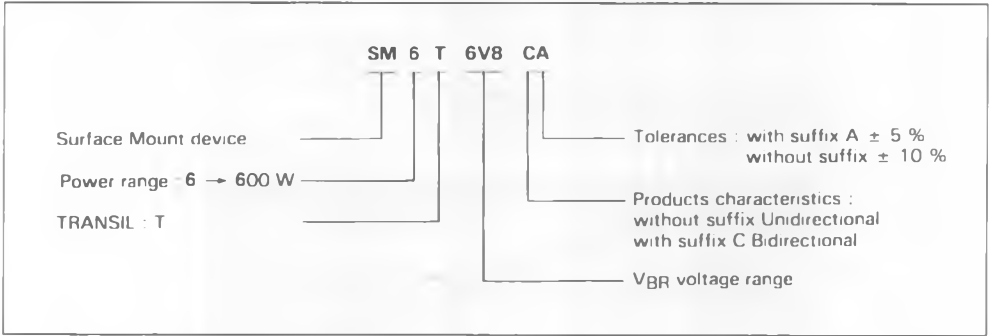 SM 6 T 6V8 CA
Surface Mount device
Power range 6 → 600 W
TRANSIL : T
Tolerances : with suffix A ± 5 %
without suffix ± 10 %
Products characteristics :
without suffix Unidirectional
with suffix C Bidirectional
VBR voltage range